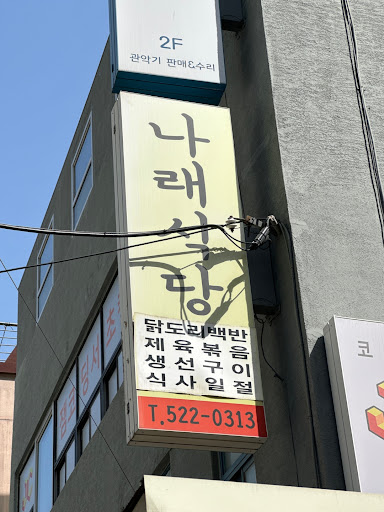 2F
관악기 판매&수리
나래식당
닭도리백반
제육볶음
생선구이
식사일절
T.522-0313
코